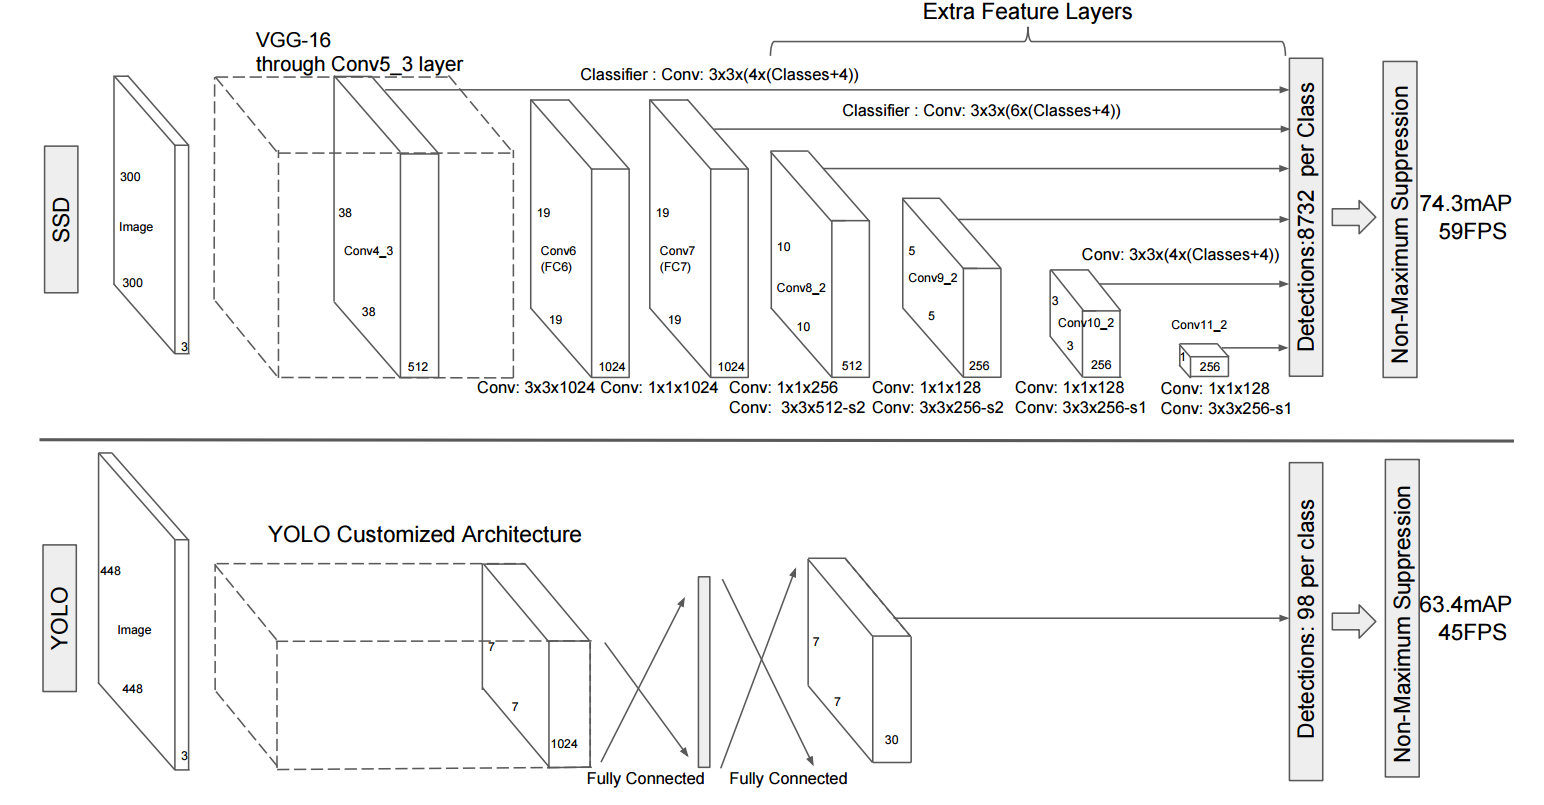 Extra Feature Layers
VGG-16
through Conv5_3 layer
Classifier : Conv: 3x3x(4x(Classes+4))
Classifier : Conv: 3x3x(6x(Classes+4))
SSD
300
Image
300
3
38
Conv4_3
38
512
19
Conv6
(FC6)
19
1024
19
Conv7
(FC7)
19
1024
10
Conv8_2
10
512
5
Conv9_2
5
256
Conv: 3x3x(4x(Classes+4))
3
Conv10_2
3
256
Conv11_2
1
256
Conv: 3x3x1024
Conv: 1x1x1024
Conv: 1x1x256
Conv: 3x3x512-s2
Conv: 1x1x128
Conv: 3x3x256-s2
Conv: 1x1x128
Conv: 3x3x256-s1
Conv: 1x1x128
Conv: 3x3x256-s1
Detections:8732 per Class
Non-Maximum Suppression
74.3mAP
59FPS
YOLO
448
Image
448
3
YOLO Customized Architecture
7
7
1024
Fully Connected
Fully Connected
7
7
30
Detections: 98 per class
Non-Maximum Suppression
63.4mAP
45FPS